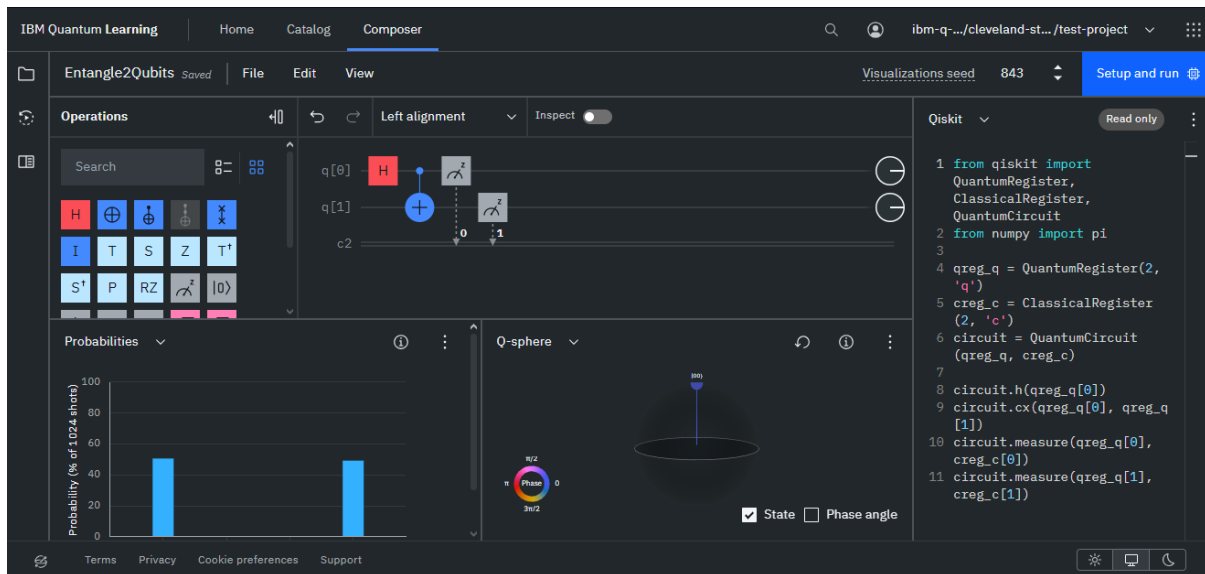 IBM Quantum Learning Home Catalog Composer ibm-q-.../cleveland-st... /test-project
Entangle2Qubits Saved File Edit View Visualizations seed 843 Setup and run
Operations Left alignment Inspect Qiskit Read only
Search
H
I T S Z T†
S† P RZ z |0⟩
q[0] H z
q[1] + z
0 1
c2
Probabilities
Probability (% of 1024 shots)
100
80
60
40
20
0
Q-sphere
|00⟩
π/2
π Phase 0
3π/2
State Phase angle
1 from qiskit import
QuantumRegister,
ClassicalRegister,
QuantumCircuit
2 from numpy import pi
3
4 qreg_q = QuantumRegister(2,
'q')
5 creg_c = ClassicalRegister
(2, 'c')
6 circuit = QuantumCircuit
(qreg_q, creg_c)
7
8 circuit.h(qreg_q[0])
9 circuit.cx(qreg_q[0], qreg_q
[1])
10 circuit.measure(qreg_q[0],
creg_c[0])
11 circuit.measure(qreg_q[1],
creg_c[1])
Terms Privacy Cookie preferences Support